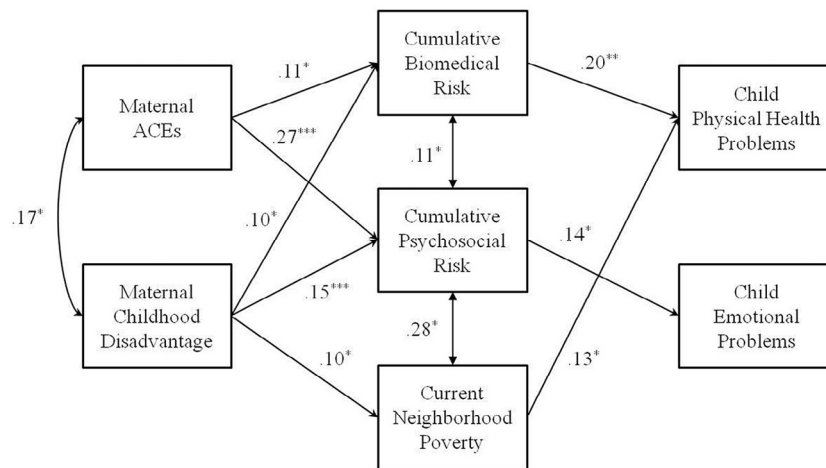 Maternal
ACEs
Maternal
Childhood
Disadvantage
.17*
.11*
.27***
.10*
.15***
.10*
Cumulative
Biomedical
Risk
.11*
Cumulative
Psychosocial
Risk
.28*
Current
Neighborhood
Poverty
.20**
.14*
.13*
Child
Physical Health
Problems
Child
Emotional
Problems